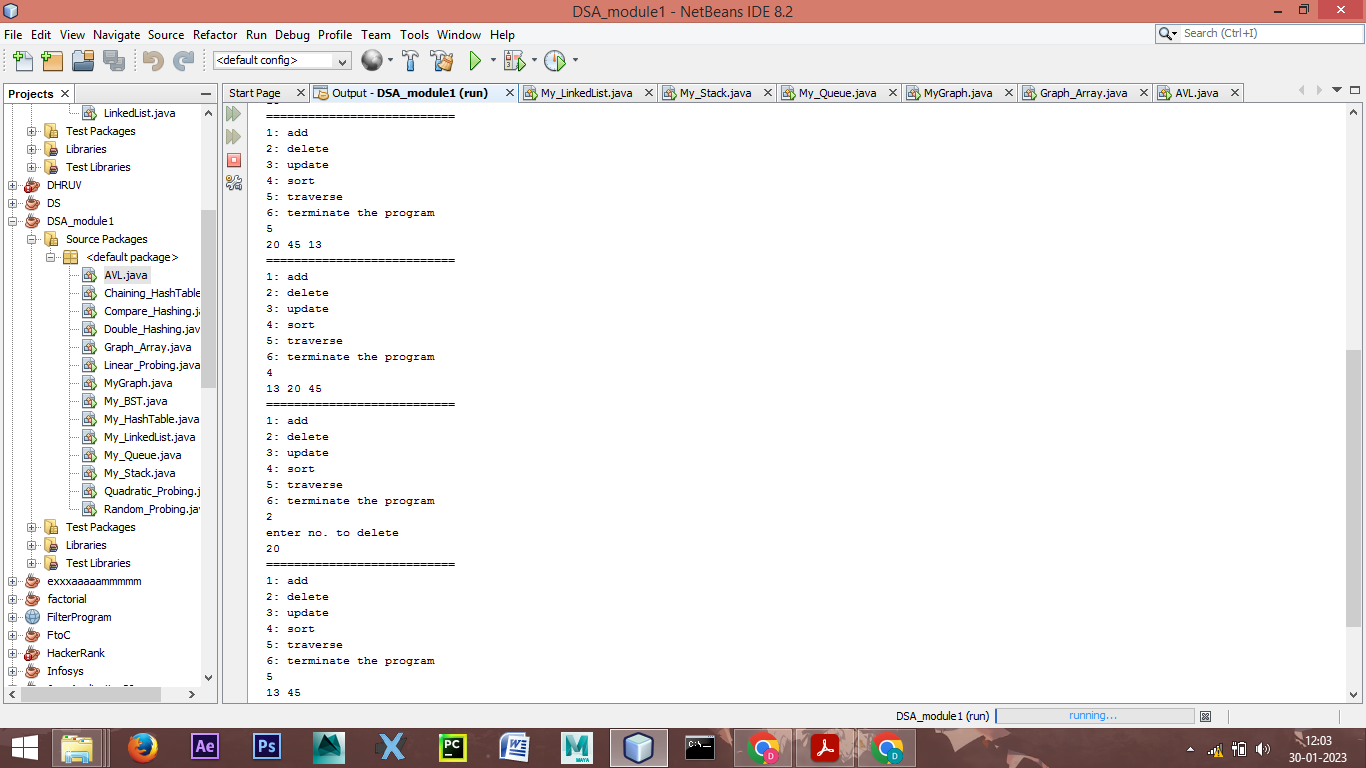 DSA_module1 - NetBeans IDE 8.2
File Edit View Navigate Source Refactor Run Debug Profile Team Tools Window Help
Search (Ctrl+I)
<default config>
Projects
Start Page
Output - DSA_module1 (run)
My_LinkedList.java
My_Stack.java
My_Queue.java
MyGraph.java
Graph_Array.java
AVL.java
LinkedList.java
Test Packages
Libraries
Test Libraries
DHRUV
DS
DSA_module1
Source Packages
<default package>
AVL.java
Chaining_HashTable
Compare_Hashing.ja
Double_Hashing.jav
Graph_Array.java
Linear_Probing.java
MyGraph.java
My_BST.java
My_HashTable.java
My_LinkedList.java
My_Queue.java
My_Stack.java
Quadratic_Probing.j
Random_Probing.jav
Test Packages
Libraries
Test Libraries
exxxaaaaammmmm
factorial
FilterProgram
FtoC
HackerRank
Infosys
===========================
1: add
2: delete
3: update
4: sort
5: traverse
6: terminate the program
5
20 45 13
===========================
1: add
2: delete
3: update
4: sort
5: traverse
6: terminate the program
4
13 20 45
===========================
1: add
2: delete
3: update
4: sort
5: traverse
6: terminate the program
2
enter no. to delete
20
===========================
1: add
2: delete
3: update
4: sort
5: traverse
6: terminate the program
5
13 45
DSA_module1 (run)
running...
Ae
Ps
PC
W
M
MAYA
C:\
D
D
12:03
30-01-2023